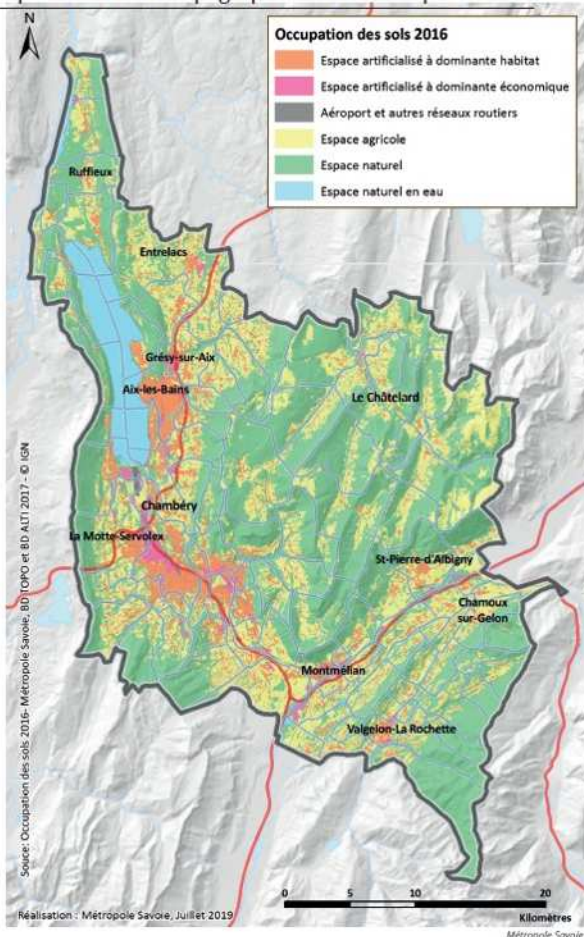 N
Occupation des sols 2016
Espace artificialisé à dominante habitat
Espace artificialisé à dominante économique
Aéroport et autres réseaux routiers
Espace agricole
Espace naturel
Espace naturel en eau
Ruffieux
Entrelacs
Grésy-sur-Aix
Aix-les-Bains
Le Châtelard
Chambéry
La Motte-Servolex
St-Pierre-d'Albigny
Chamoux
sur-Gelon
Montmélian
Valgelon-La Rochette
Souce: Occupation des sols 2016- Métropole Savoie, BD TOPO et BD ALTI 2017 - © IGN
0 5 10 20
Kilomètres
Réalisation : Métropole Savoie, Juillet 2019
Métropole Savoie